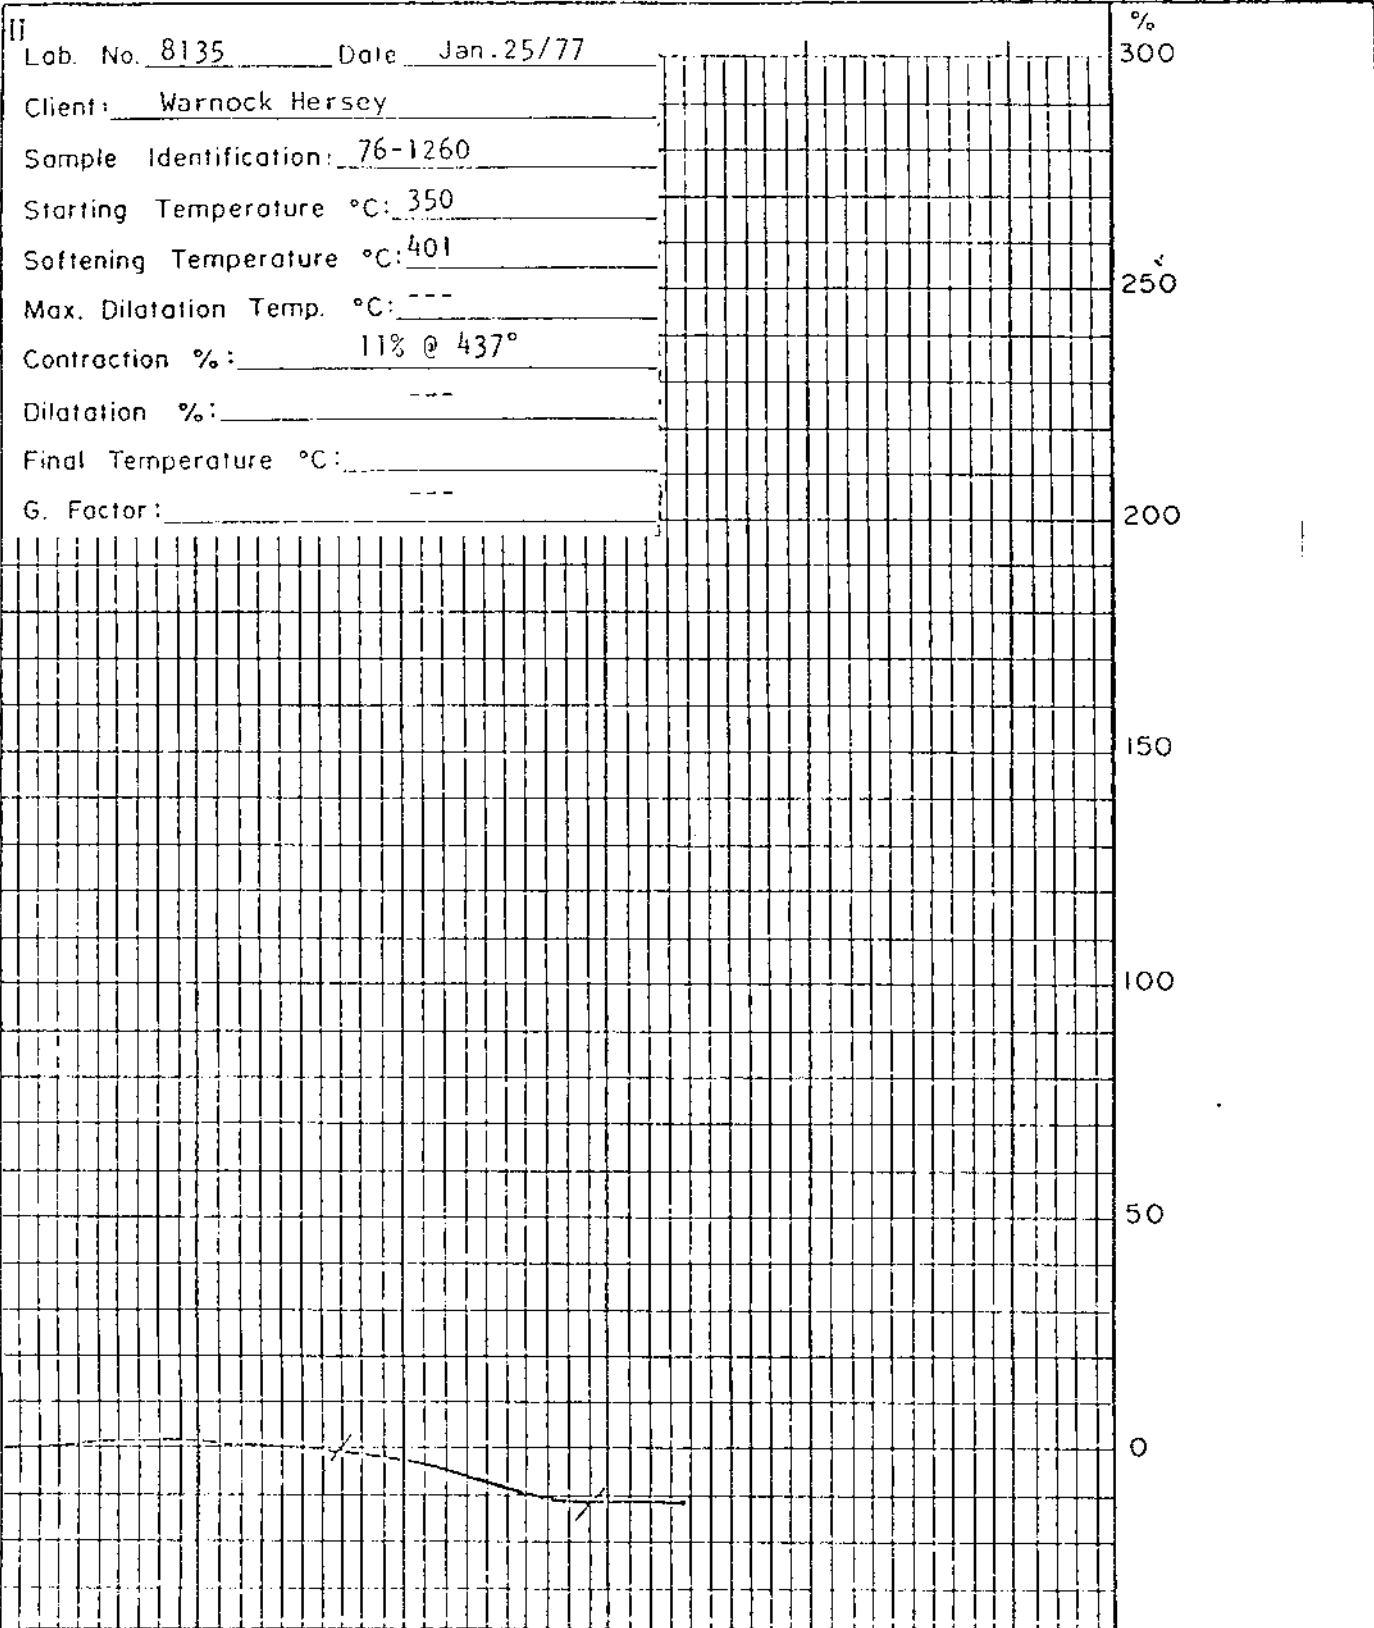 Lab. No. 8135 Date Jan.25/77
Client: Warnock Hersey
Sample Identification: 76-1260
Starting Temperature °C: 350
Softening Temperature °C: 401
Max. Dilatation Temp. °C: ---
Contraction %: 11% @ 437°
Dilatation %: ---
Final Temperature °C:
G. Factor: ---
%
300
250
200
150
100
50
0